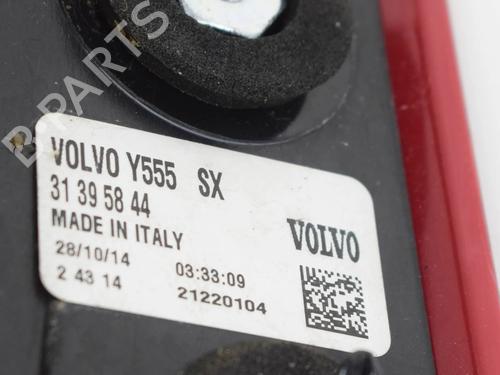 B PARTS
VOLVO Y555 SX
31 39 58 44
MADE IN ITALY
28/10/14 03:33:09
2 43 14 21220104
VOLVO